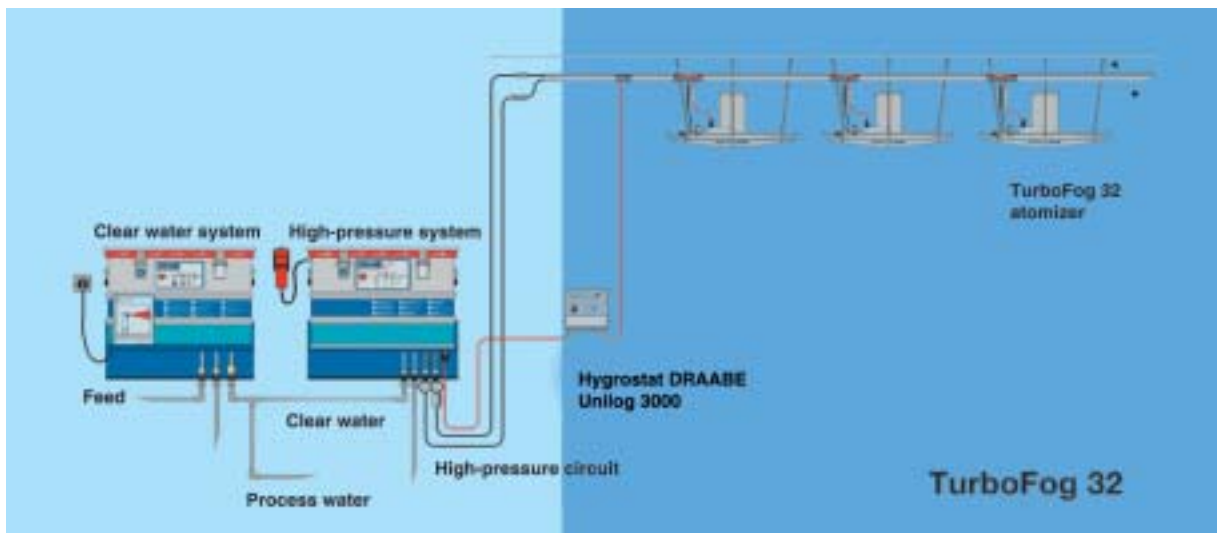 Clear water system
High-pressure system
TurboFog 32
atomizer
Feed
Clear water
Process water
High-pressure circuit
Hygrostat DRAABE
Unilog 3000
TurboFog 32